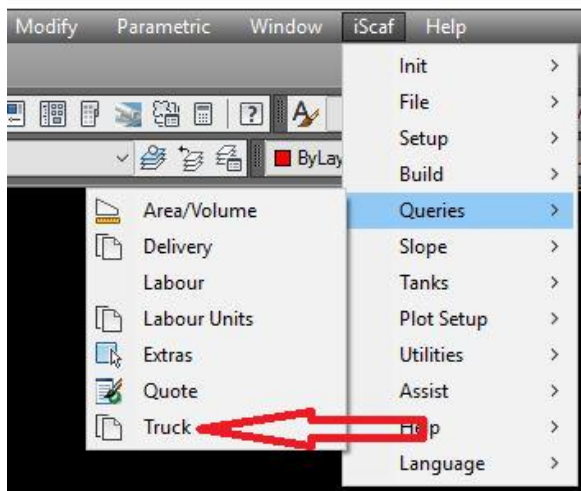 Modify Parametric Window iScaf Help
Init >
File >
Setup >
ByLay
Build >
Area/Volume
Queries >
Delivery
Slope >
Labour
Tanks >
Labour Units
Plot Setup >
Extras
Utilities >
Quote
Assist >
Truck
Help >
Language >